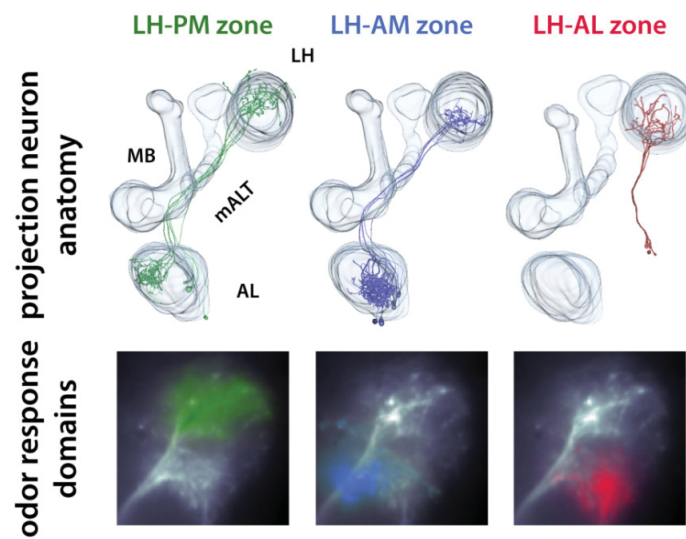 LH-PM zone
LH-AM zone
LH-AL zone
LH
MB
mALT
AL
projection neuron
anatomy
odor response
domains